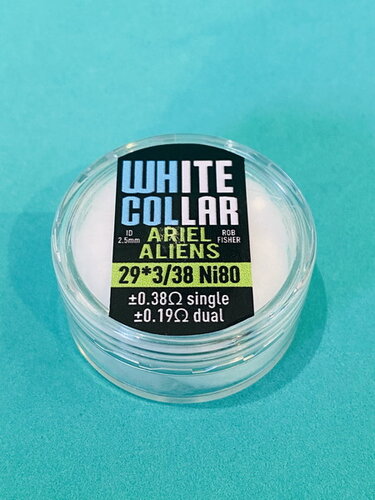 WHITE
COLLAR
ID
2.5mm
ARIEL
ALIENS
ROB
FISHER
29*3/38 Ni80
±0.38Ω single
±0.19Ω dual